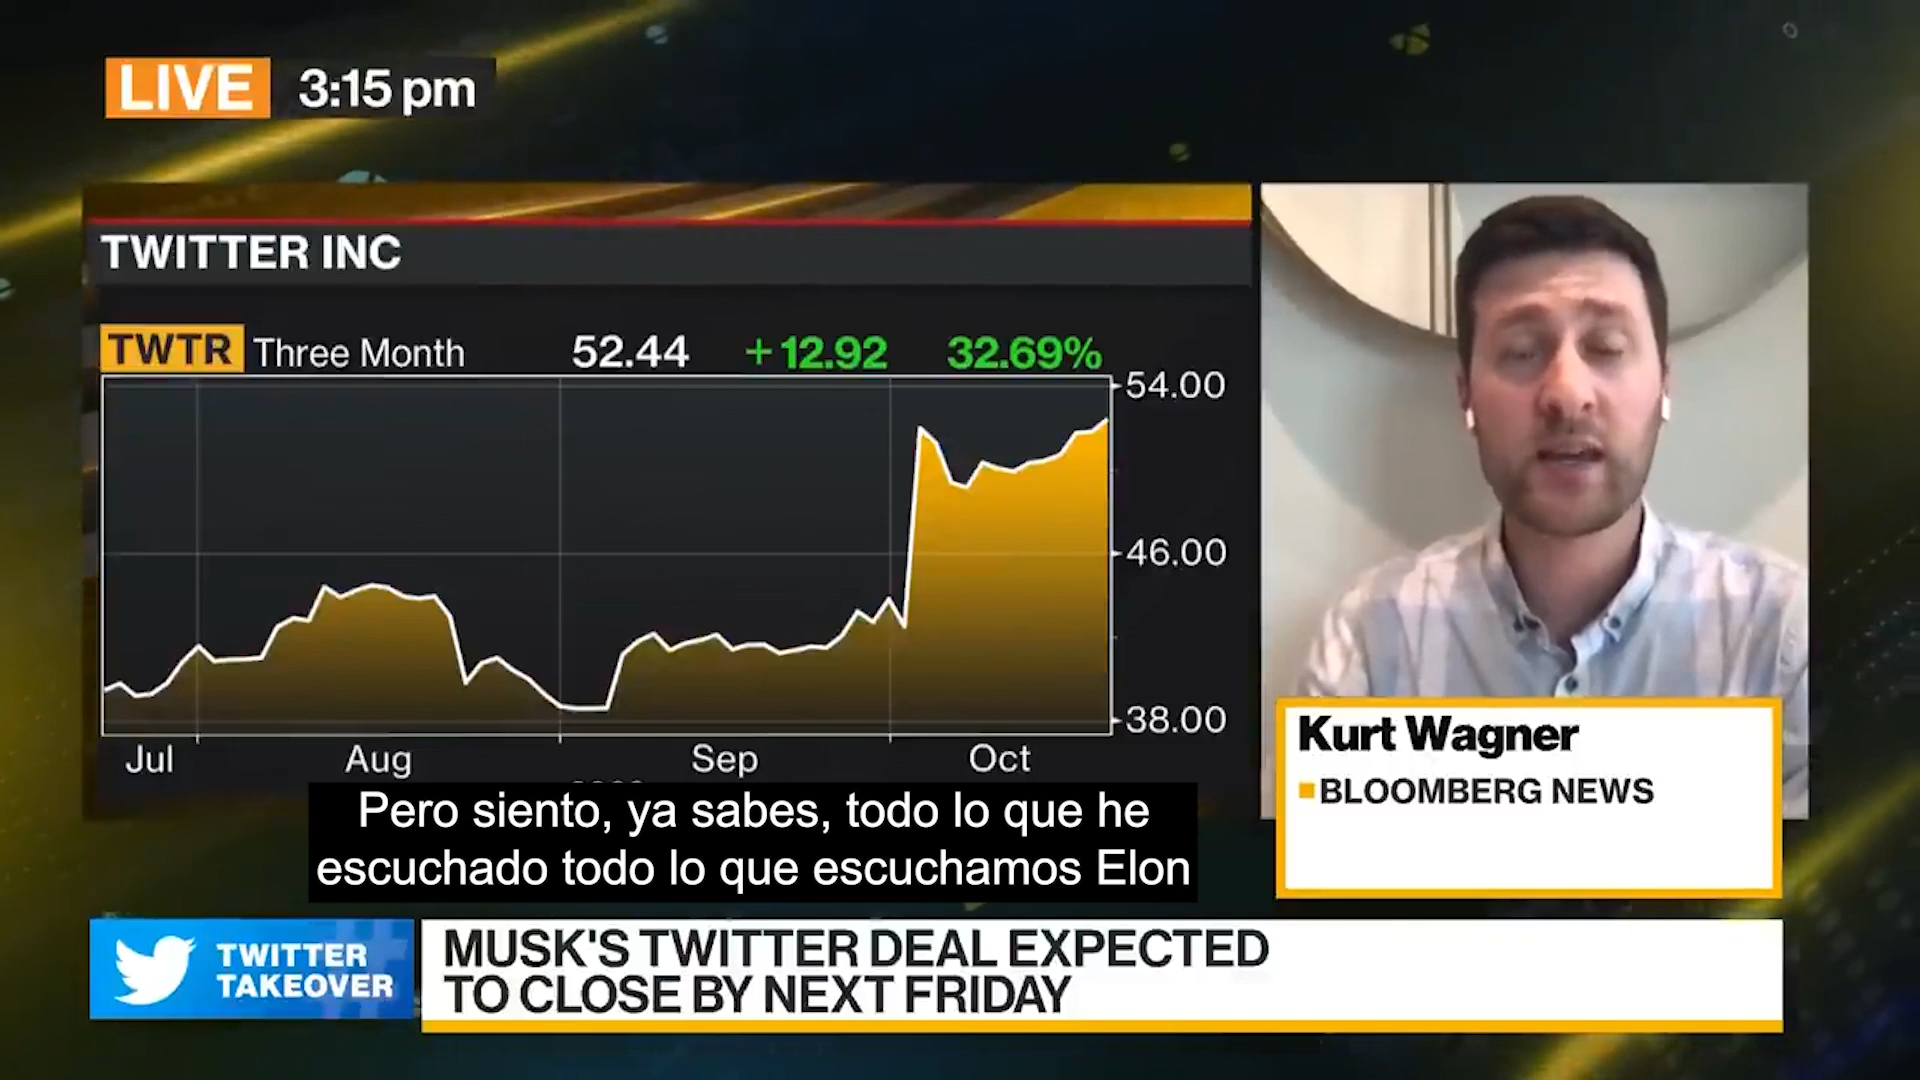 LIVE 3:15 pm
TWITTER INC
TWTR Three Month 52.44 +12.92 32.69%
54.00
46.00
38.00
Jul Aug Sep Oct
Kurt Wagner
BLOOMBERG NEWS
Pero siento, ya sabes, todo lo que he
escuchado todo lo que escuchamos Elon
TWITTER
TAKEOVER
MUSK'S TWITTER DEAL EXPECTED
TO CLOSE BY NEXT FRIDAY